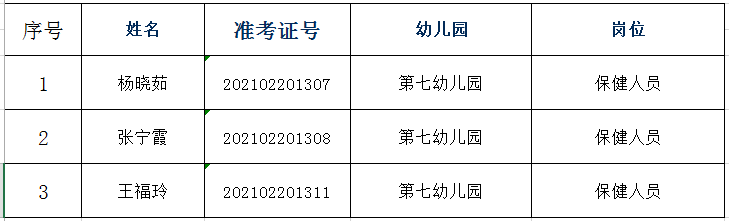 序号 姓名 准考证号 幼儿园 岗位
1 杨晓茹 202102201307 第七幼儿园 保健人员
2 张宁霞 202102201308 第七幼儿园 保健人员
3 王福玲 202102201311 第七幼儿园 保健人员